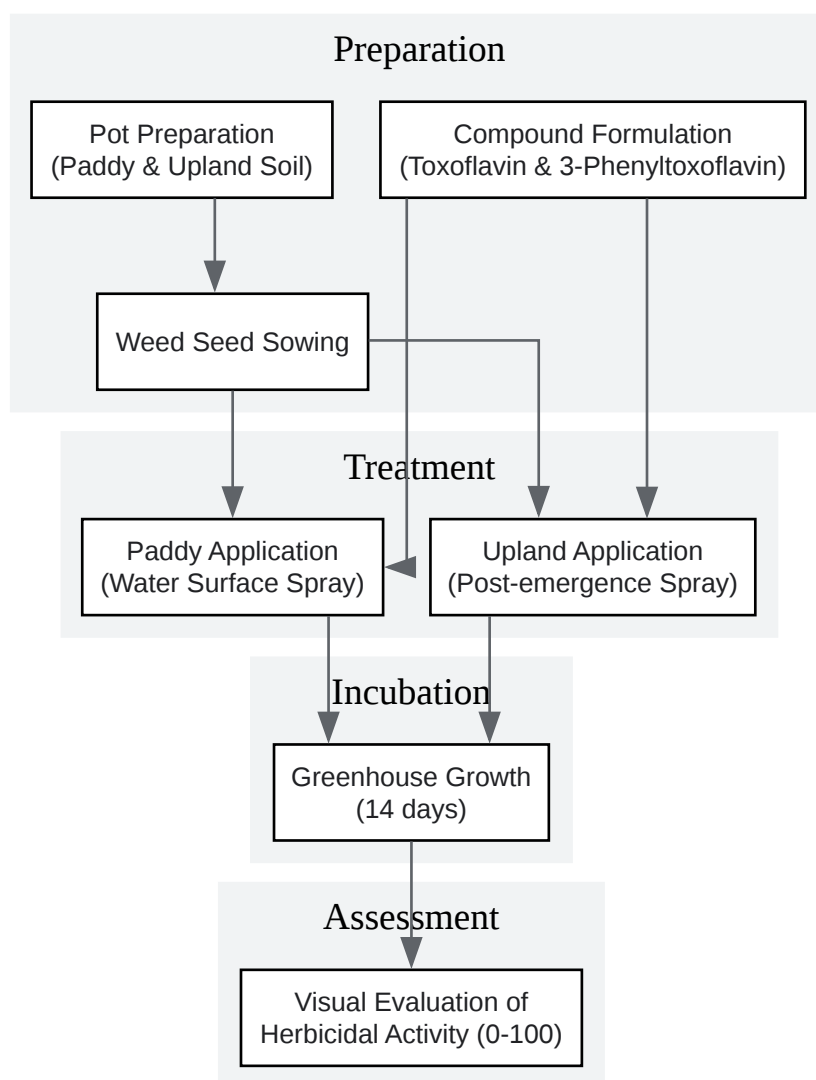 Preparation
Pot Preparation
(Paddy & Upland Soil)
Compound Formulation
(Toxoflavin & 3-Phenyltoxoflavin)
Weed Seed Sowing
Treatment
Paddy Application
(Water Surface Spray)
Upland Application
(Post-emergence Spray)
Incubation
Greenhouse Growth
(14 days)
Assessment
Visual Evaluation of
Herbicidal Activity (0-100)